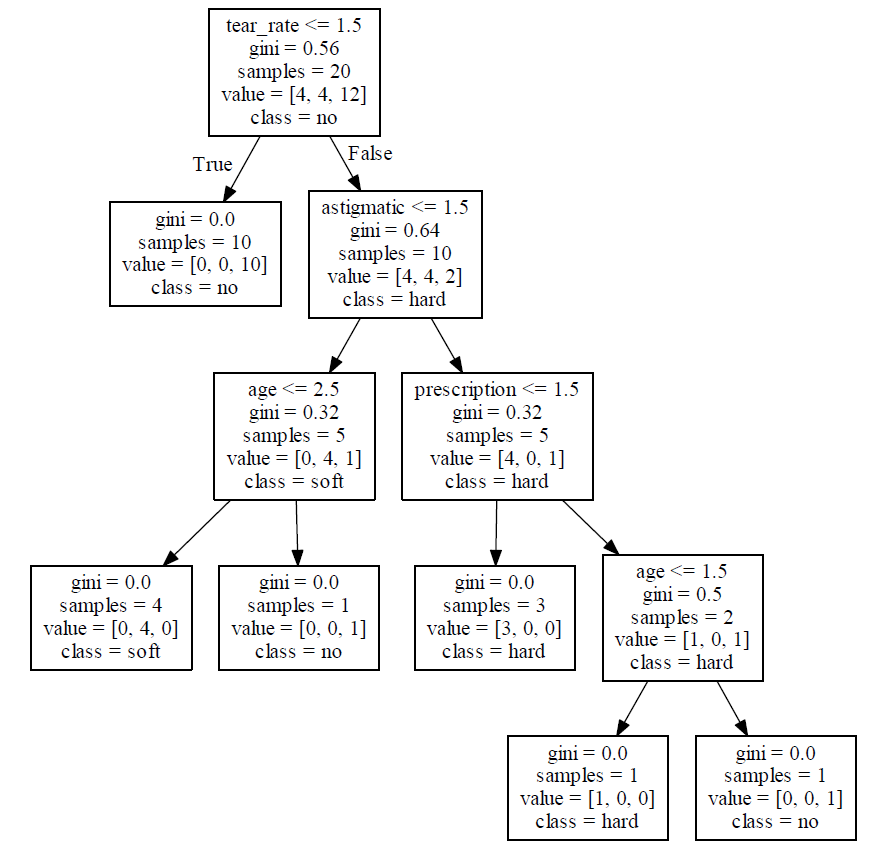 tear_rate <= 1.5
gini = 0.56
samples = 20
value = [4, 4, 12]
class = no
True
False
gini = 0.0
samples = 10
value = [0, 0, 10]
class = no
astigmatic <= 1.5
gini = 0.64
samples = 10
value = [4, 4, 2]
class = hard
age <= 2.5
gini = 0.32
samples = 5
value = [0, 4, 1]
class = soft
prescription <= 1.5
gini = 0.32
samples = 5
value = [4, 0, 1]
class = hard
gini = 0.0
samples = 4
value = [0, 4, 0]
class = soft
gini = 0.0
samples = 1
value = [0, 0, 1]
class = no
gini = 0.0
samples = 3
value = [3, 0, 0]
class = hard
age <= 1.5
gini = 0.5
samples = 2
value = [1, 0, 1]
class = hard
gini = 0.0
samples = 1
value = [1, 0, 0]
class = hard
gini = 0.0
samples = 1
value = [0, 0, 1]
class = no